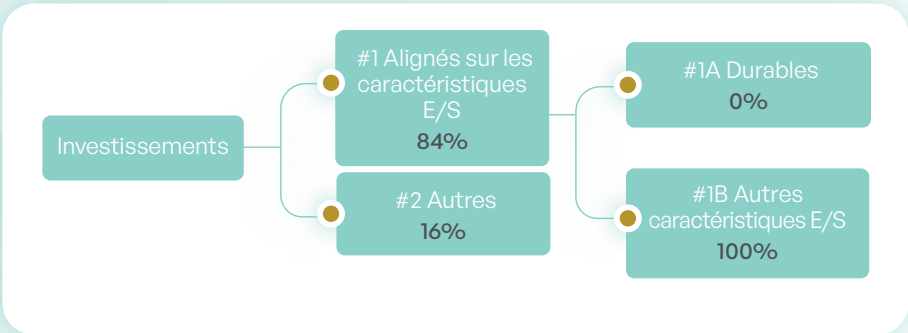 Investissements
#1 Alignés sur les
caractéristiques
E/S
84%
#2 Autres
16%
#1A Durables
0%
#1B Autres
caractéristiques E/S
100%